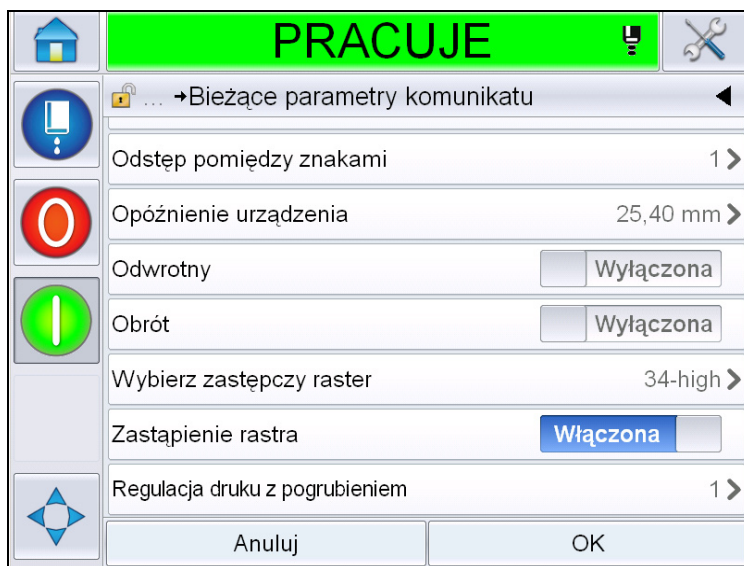 PRACUJE
... →Bieżące parametry komunikatu
Odstęp pomiędzy znakami 1
Opóźnienie urządzenia 25,40 mm
Odwrotny Wyłączona
Obrót Wyłączona
Wybierz zastępczy raster 34-high
Zastąpienie rastra Włączona
Regulacja druku z pogrubieniem 1
Anuluj OK